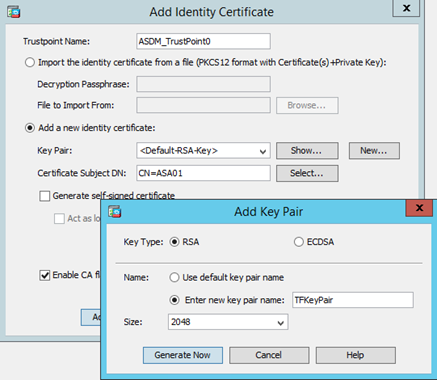 Add Identity Certificate
x
Trustpoint Name: ASDM_TrustPoint0
Import the identity certificate from a file (PKCS12 format with Certificate(s)+Private Key):
Decryption Passphrase:
File to Import From: Browse...
Add a new identity certificate:
Key Pair: <Default-RSA-Key> Show... New...
Certificate Subject DN: CN=ASA01 Select...
Generate self-signed certificate
Act as lo
Enable CA fl
Ad
Add Key Pair
x
Key Type: RSA ECDSA
Name: Use default key pair name
Enter new key pair name: TFKeyPair
Size: 2048
Generate Now Cancel Help